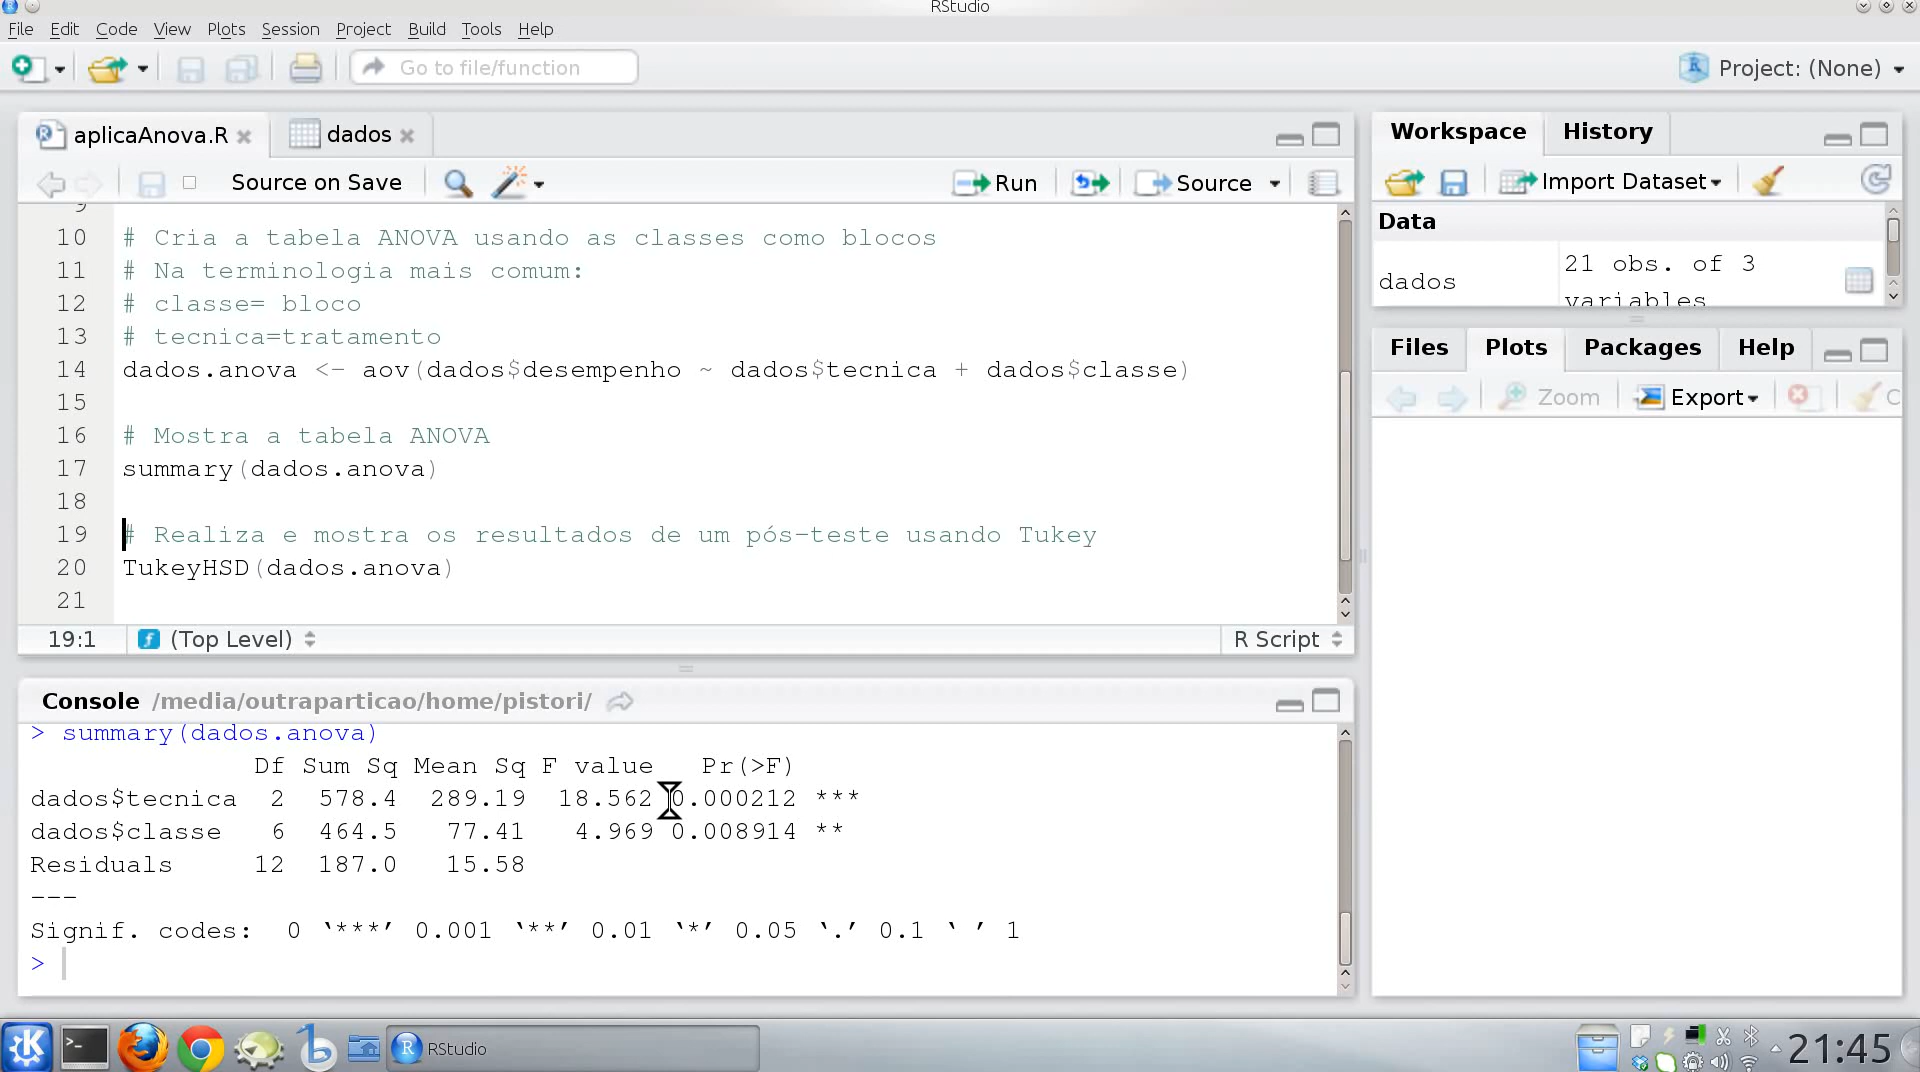 RStudio
File Edit Code View Plots Session Project Build Tools Help
Go to file/function
Project: (None)
aplicaAnova.R
dados
Source on Save
Run
Source
9
10 # Cria a tabela ANOVA usando as classes como blocos
11 # Na terminologia mais comum:
12 # classe= bloco
13 # tecnica=tratamento
14 dados.anova <- aov(dados$desempenho ~ dados$tecnica + dados$classe)
15
16 # Mostra a tabela ANOVA
17 summary(dados.anova)
18
19 # Realiza e mostra os resultados de um pós-teste usando Tukey
20 TukeyHSD(dados.anova)
21
19:1 (Top Level) R Script
Console /media/outraparticao/home/pistori/
> summary(dados.anova)
Df Sum Sq Mean Sq F value Pr(>F)
dados$tecnica 2 578.4 289.19 18.562 0.000212 ***
dados$classe 6 464.5 77.41 4.969 0.008914 **
Residuals 12 187.0 15.58
---
Signif. codes: 0 ‘***’ 0.001 ‘**’ 0.01 ‘*’ 0.05 ‘.’ 0.1 ‘ ’ 1
>
Workspace History
Import Dataset
Data
dados 21 obs. of 3
variables
Files Plots Packages Help
Zoom Export C
RStudio
21:45